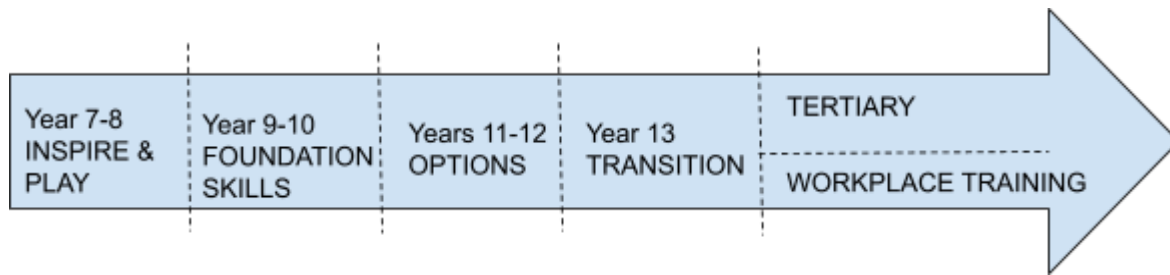 Year 7-8
INSPIRE &
PLAY
Year 9-10
FOUNDATION
SKILLS
Years 11-12
OPTIONS
Year 13
TRANSITION
TERTIARY
WORKPLACE TRAINING